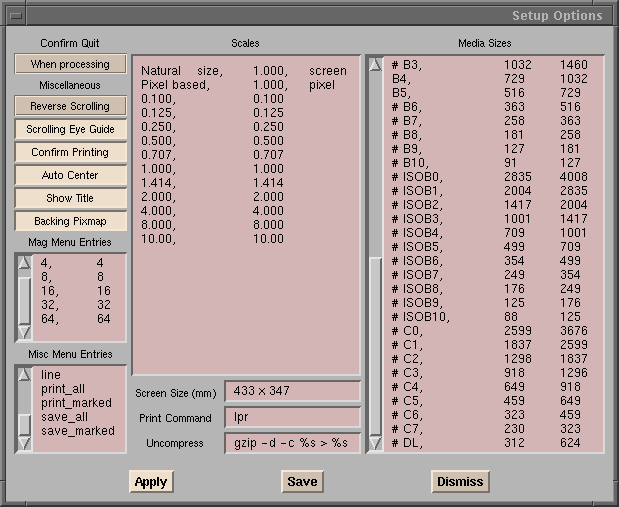 Setup Options
Confirm Quit
When processing
Miscellaneous
Reverse Scrolling
Scrolling Eye Guide
Confirm Printing
Auto Center
Show Title
Backing Pixmap
Mag Menu Entries
4, 4
8, 8
16, 16
32, 32
64, 64
Misc Menu Entries
line
print_all
print_marked
save_all
save_marked
Scales
Natural size, 1.000, screen
Pixel based, 1.000, pixel
0.100, 0.100
0.125, 0.125
0.250, 0.250
0.500, 0.500
0.707, 0.707
1.000, 1.000
1.414, 1.414
2.000, 2.000
4.000, 4.000
8.000, 8.000
10.00, 10.00
Screen Size (mm) 433 x 347
Print Command lpr
Uncompress gzip -d -c %s > %s
Media Sizes
# B3, 1032 1460
B4, 729 1032
B5, 516 729
# B6, 363 516
# B7, 258 363
# B8, 181 258
# B9, 127 181
# B10, 91 127
# ISOB0, 2835 4008
# ISOB1, 2004 2835
# ISOB2, 1417 2004
# ISOB3, 1001 1417
# ISOB4, 709 1001
# ISOB5, 499 709
# ISOB6, 354 499
# ISOB7, 249 354
# ISOB8, 176 249
# ISOB9, 125 176
# ISOB10, 88 125
# C0, 2599 3676
# C1, 1837 2599
# C2, 1298 1837
# C3, 918 1296
# C4, 649 918
# C5, 459 649
# C6, 323 459
# C7, 230 323
# DL, 312 624
Apply
Save
Dismiss